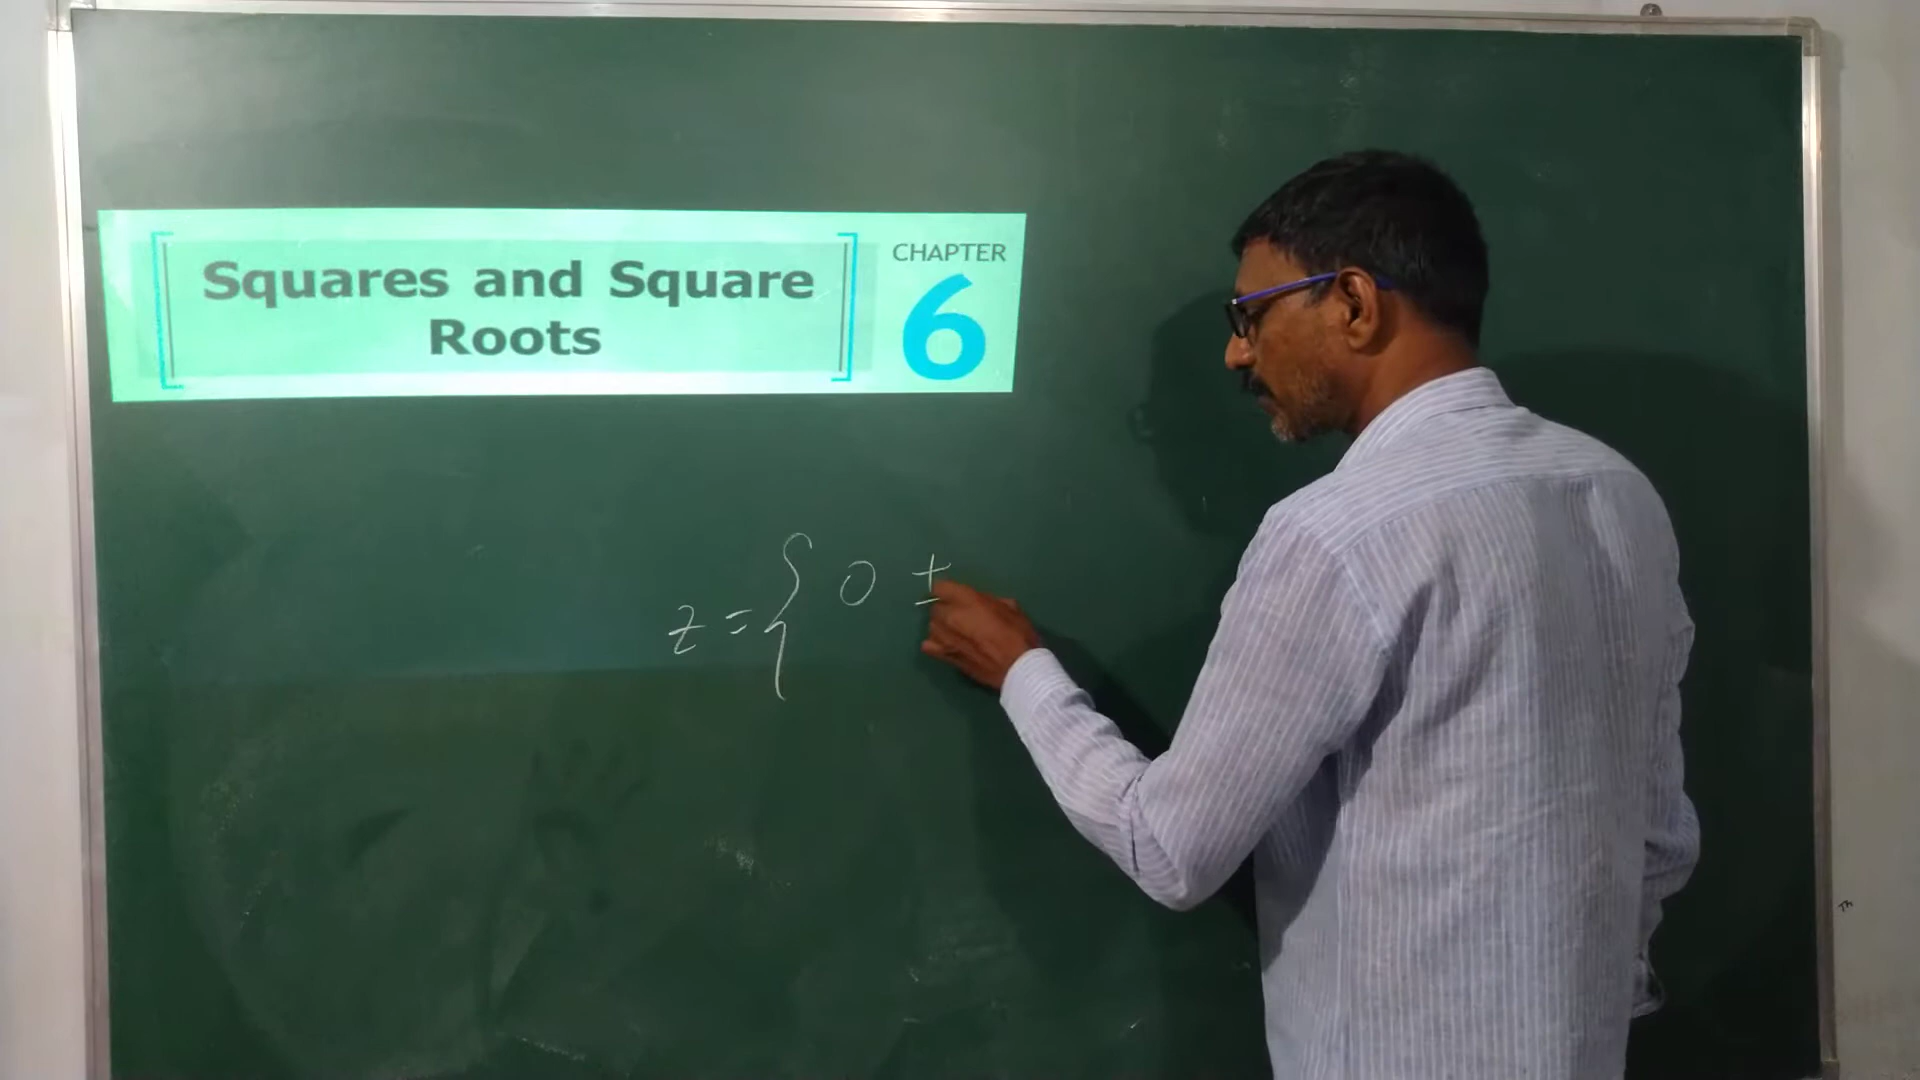 Squares and Square
Roots
CHAPTER
6
z = { 0 ±